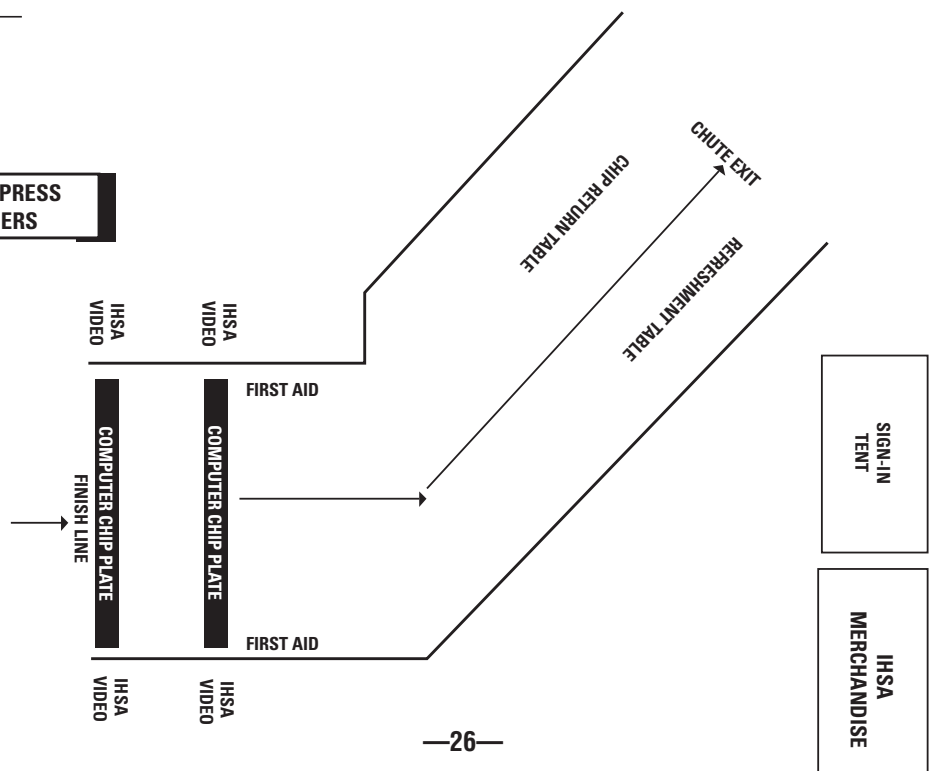 PRESS
ERS
IHSA
VIDEO
IHSA
VIDEO
FIRST AID
COMPUTER CHIP PLATE
COMPUTER CHIP PLATE
FINISH LINE
FIRST AID
IHSA
VIDEO
IHSA
VIDEO
CHIP RETURN TABLE
CHUTE EXIT
REFRESHMENT TABLE
SIGN-IN
TENT
IHSA
MERCHANDISE
—26—